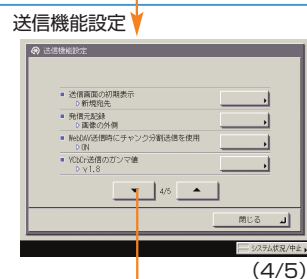 送信機能設定
送信機能設定
送信画面の初期表示
新規宛先
発信元記録
画像の外側
WebDAV送信時にチャンク分割送信を使用
ON
YCbCr送信のガンマ値
γ1.8
4/5
閉じる
システム状況/中止
(4/5)